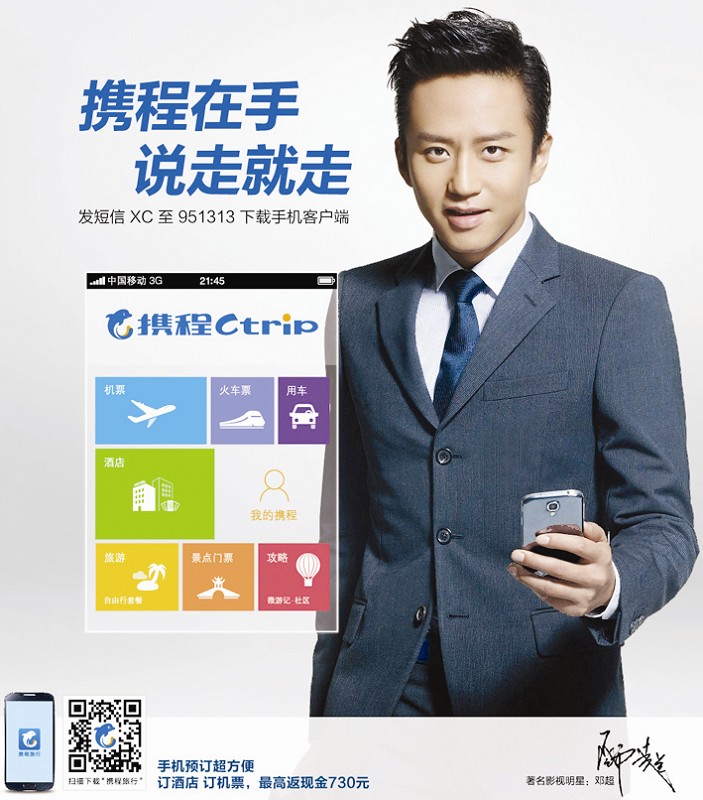 携程在手
说走就走
发短信 XC 至 951313 下载手机客户端
中国移动 3G 21:45
携程Ctrip
机票 火车票 用车
酒店
我的携程
旅游 景点门票 攻略
自由行套餐 微游记·社区
携程旅行
扫描下载“携程旅行”
手机预订超方便
订酒店 订机票，最高返现金730元
著名影视明星：邓超